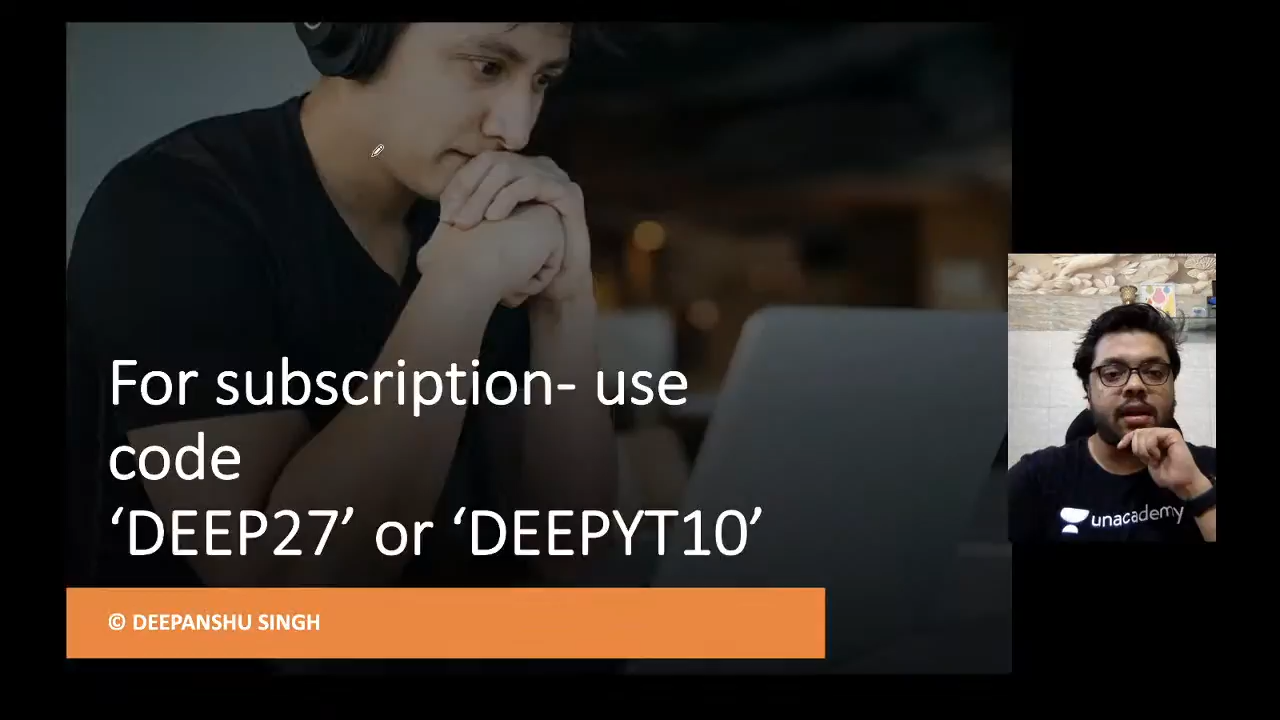 For subscription- use
code
‘DEEP27’ or ‘DEEPYT10’
© DEEPANSHU SINGH
unacademy